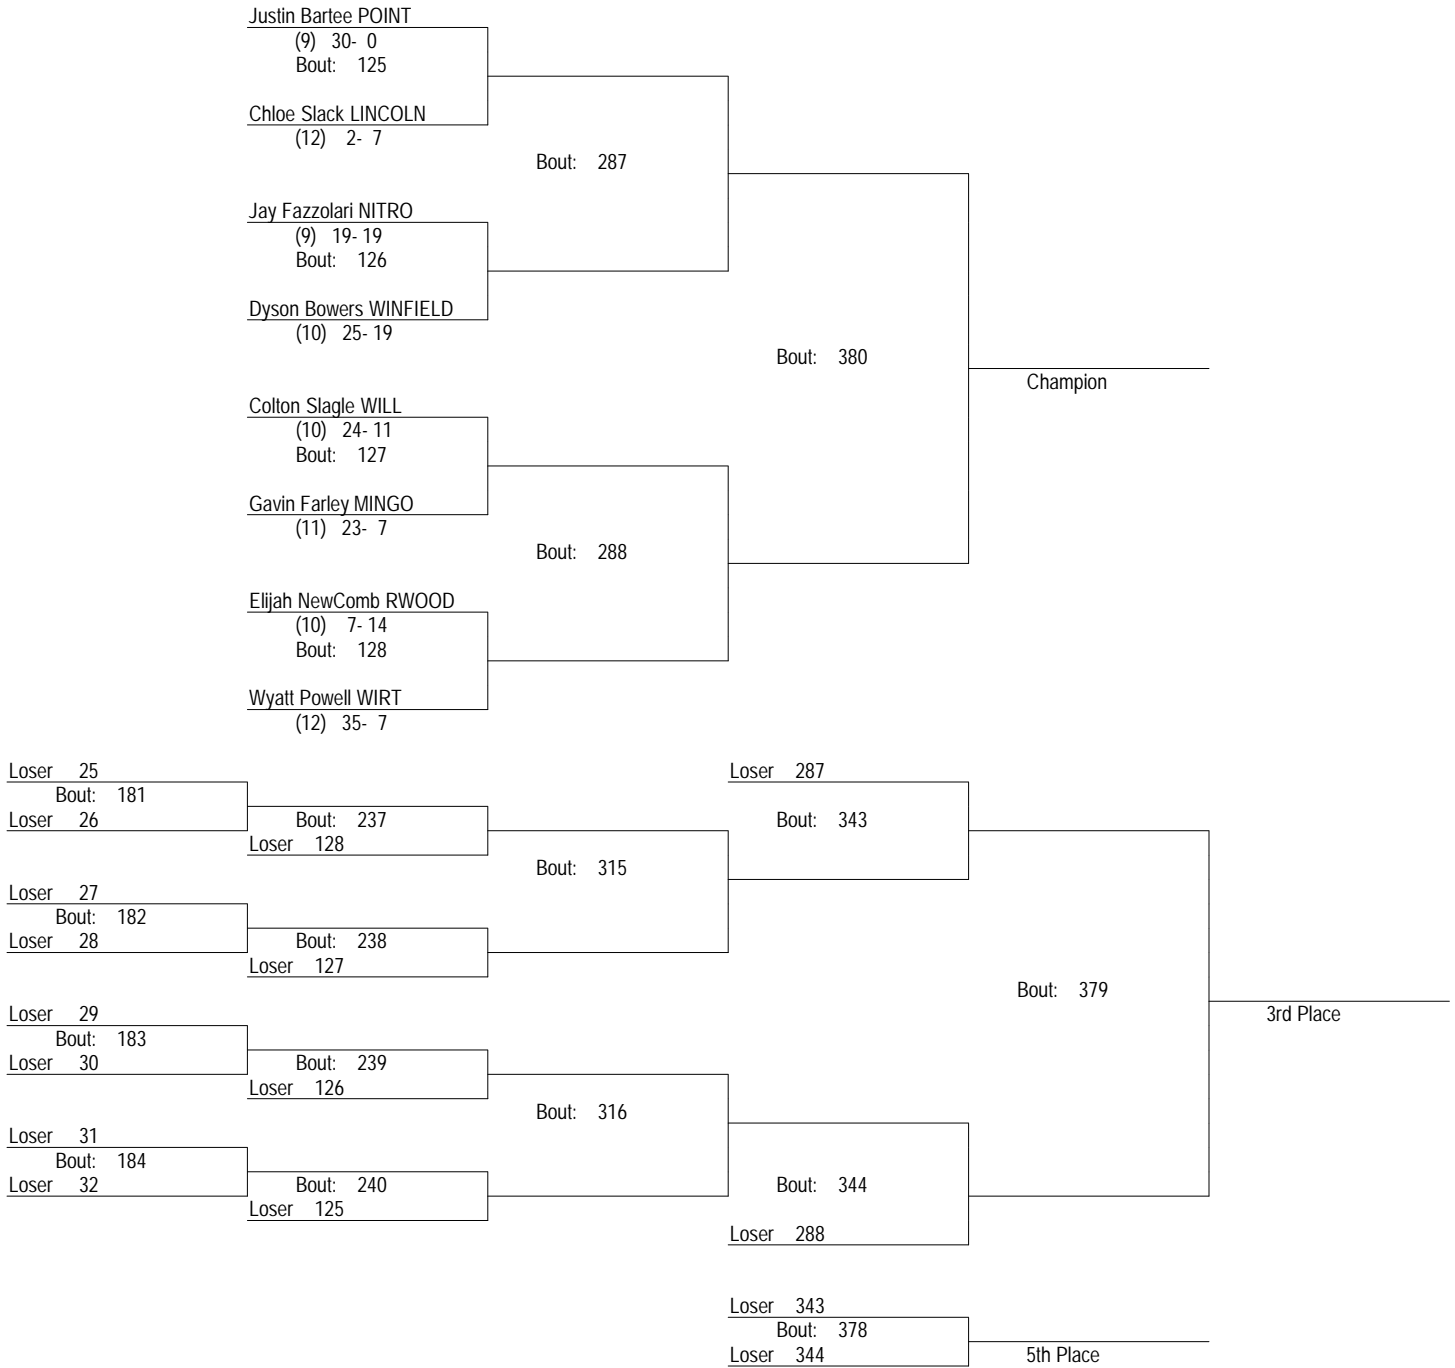 Justin Bartee POINT
(9) 30- 0
Bout: 125
Chloe Slack LINCOLN
(12) 2- 7
Bout: 287
Jay Fazzolari NITRO
(9) 19- 19
Bout: 126
Dyson Bowers WINFIELD
(10) 25- 19
Bout: 380
Champion
Colton Slagle WILL
(10) 24- 11
Bout: 127
Gavin Farley MINGO
(11) 23- 7
Bout: 288
Elijah NewComb RWOOD
(10) 7- 14
Bout: 128
Wyatt Powell WIRT
(12) 35- 7
Loser 25
Bout: 181
Loser 26
Bout: 237
Loser 128
Bout: 315
Loser 287
Bout: 343
Loser 27
Bout: 182
Loser 28
Bout: 238
Loser 127
Bout: 379
3rd Place
Loser 29
Bout: 183
Loser 30
Bout: 239
Loser 126
Bout: 316
Loser 31
Bout: 184
Loser 32
Bout: 240
Loser 125
Bout: 344
Loser 288
Loser 343
Bout: 378
Loser 344
5th Place